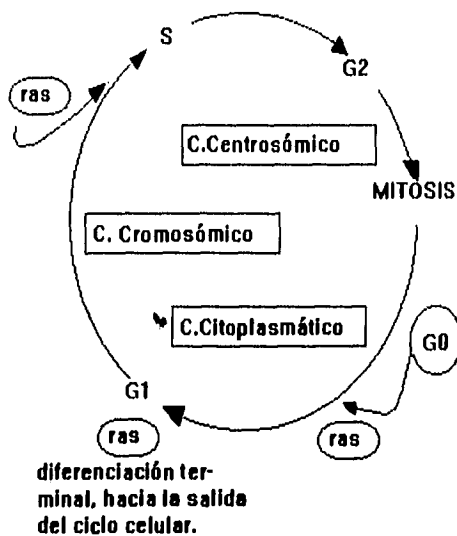 S
G2
ras
C.Centrosómico
MITOSIS
C. Cromosómico
C.Citoplasmático
G0
G1
ras
ras
diferenciación ter-
minal, hacia la salida
del ciclo celular.